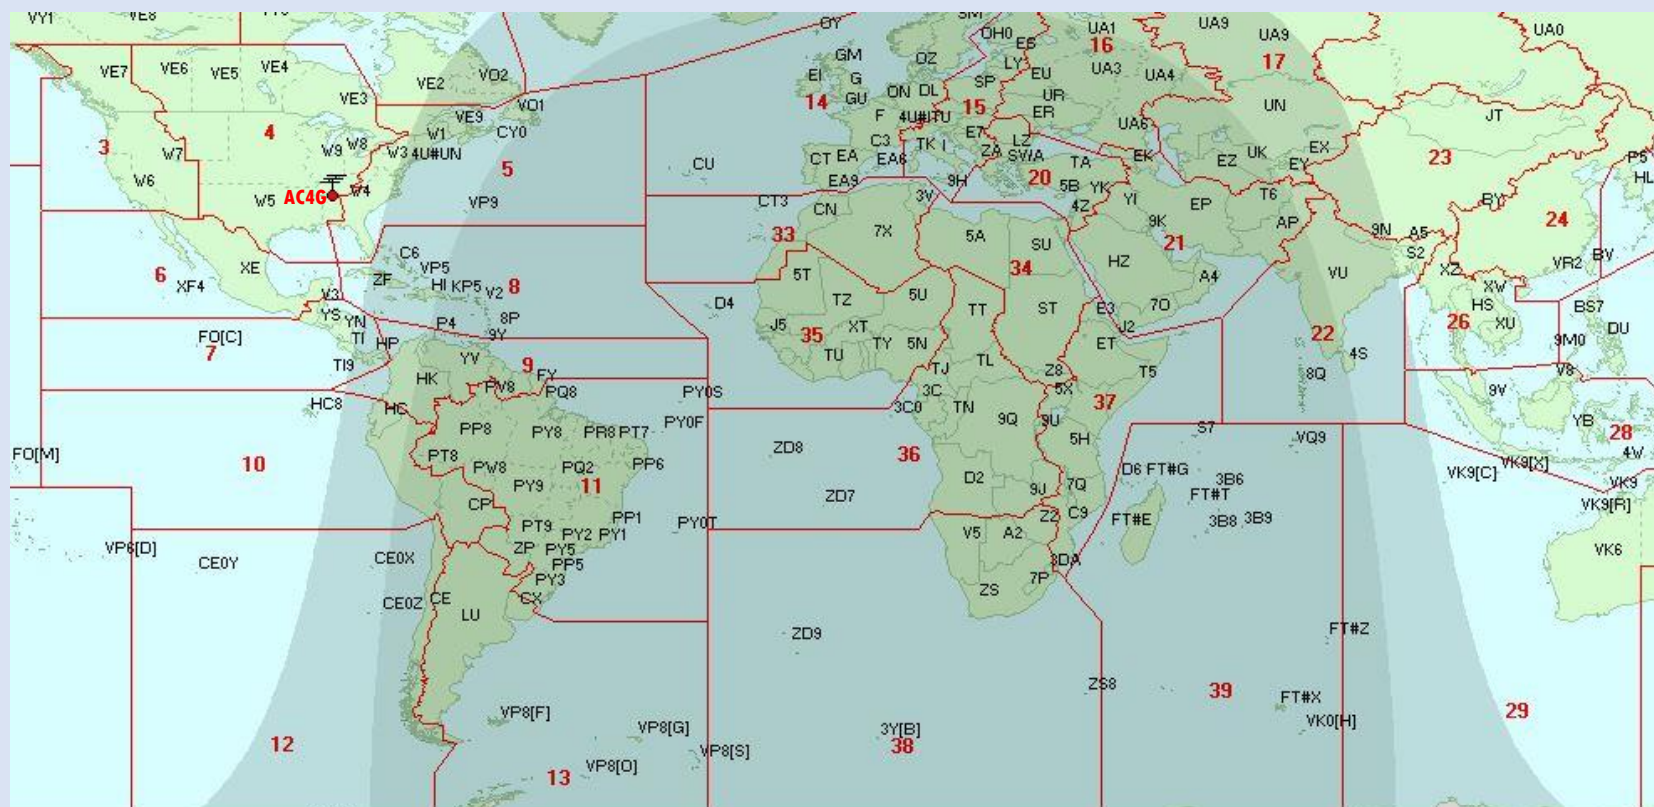 VY1 VE8 OY SM UA1 UA9 UA9 UA0
OH0 ES 16
GM OZ LY 17
VE7 VE6 VE5 VE4 VE2 VO2 EI G SP EU UA3 UA4
VE3 14 GU ON DL UR UN
VO1 15 ER
VE9 F 4U#ITU UA6 JT
3 4 W1 CY0 E7 LZ EX
W7 W9 W8 W3 4U#UN C3 TK I ZA SV/A EK EZ UK EY 23 P5
5 CU CT EA EA6 TA
W6 EA9 9H 20 5B YK T6 HL
W5 AC4G W4 VP9 CT3 3V 4Z YI EP BY
CN 9K AP 24
33 7X 5A SU 21 9N A5
C6 S2 BV
6 XE VP5 5T 34 HZ VU XZ VR2
XF4 ZF HI KP5 V2 8 A4 XW
V3 D4 TZ 5U TT ST E3 7O HS BS7
YS YN P4 8P J5 XT J2 26 XU DU
FO[C] TI HP 9Y 35 TU TY 5N ET 22 9M0
7 YV 9 TL 4S
TI9 HK FY TJ Z8 T5 8Q V8
PV8 PQ8 PY0S 3C 5X 9V
HC8 HC 3C0 TN 37
PY0F 9Q 9U YB
PP8 PY8 PR8 PT7 5H S7 VQ9 28
FO[M] 10 PT8 ZD8 36 4W
PW8 PQ2 PP6 D6 FT#G VK9[C] VK9[X]
PY9 11 D2 9J 7Q 3B6 VK9
CP ZD7 FT#T VK9[R]
PT9 PP1 PY0T Z2 C9 FT#E 3B8 3B9
PY2 PY1 V5 A2
VP6[D] ZP PY5 VK6
CE0Y CE0X PP5 3DA
PY3 7P
CE0Z CE CX ZS
LU
ZD9 FT#Z
ZS8 39
FT#X
VP8[F] 29
VP8[G] 3Y[B] VK0[H]
12 VP8[S] 38
13 VP8[O]